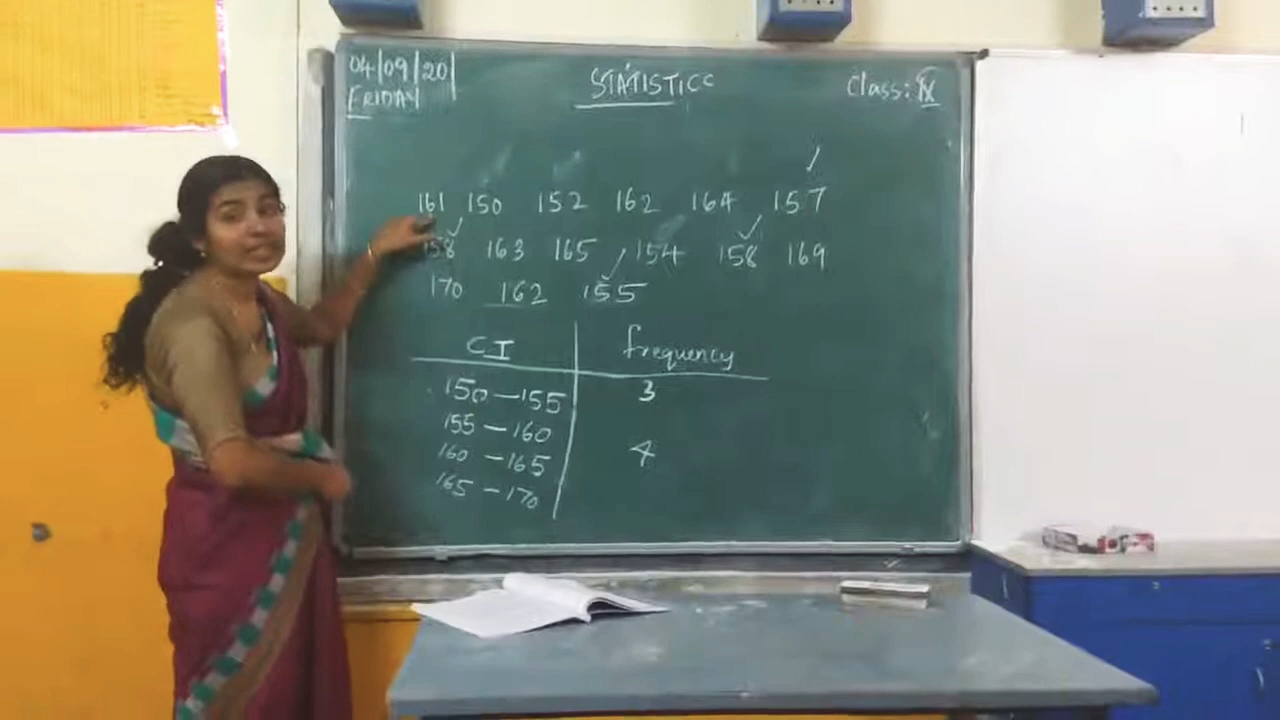 04/09/20
FRIDAY
STATISTICS
Class: IX
161 150 152 162 164 157
158 163 165 154 158 169
170 162 155
CI frequency
150 — 155 3
155 — 160
160 — 165 4
165 — 170